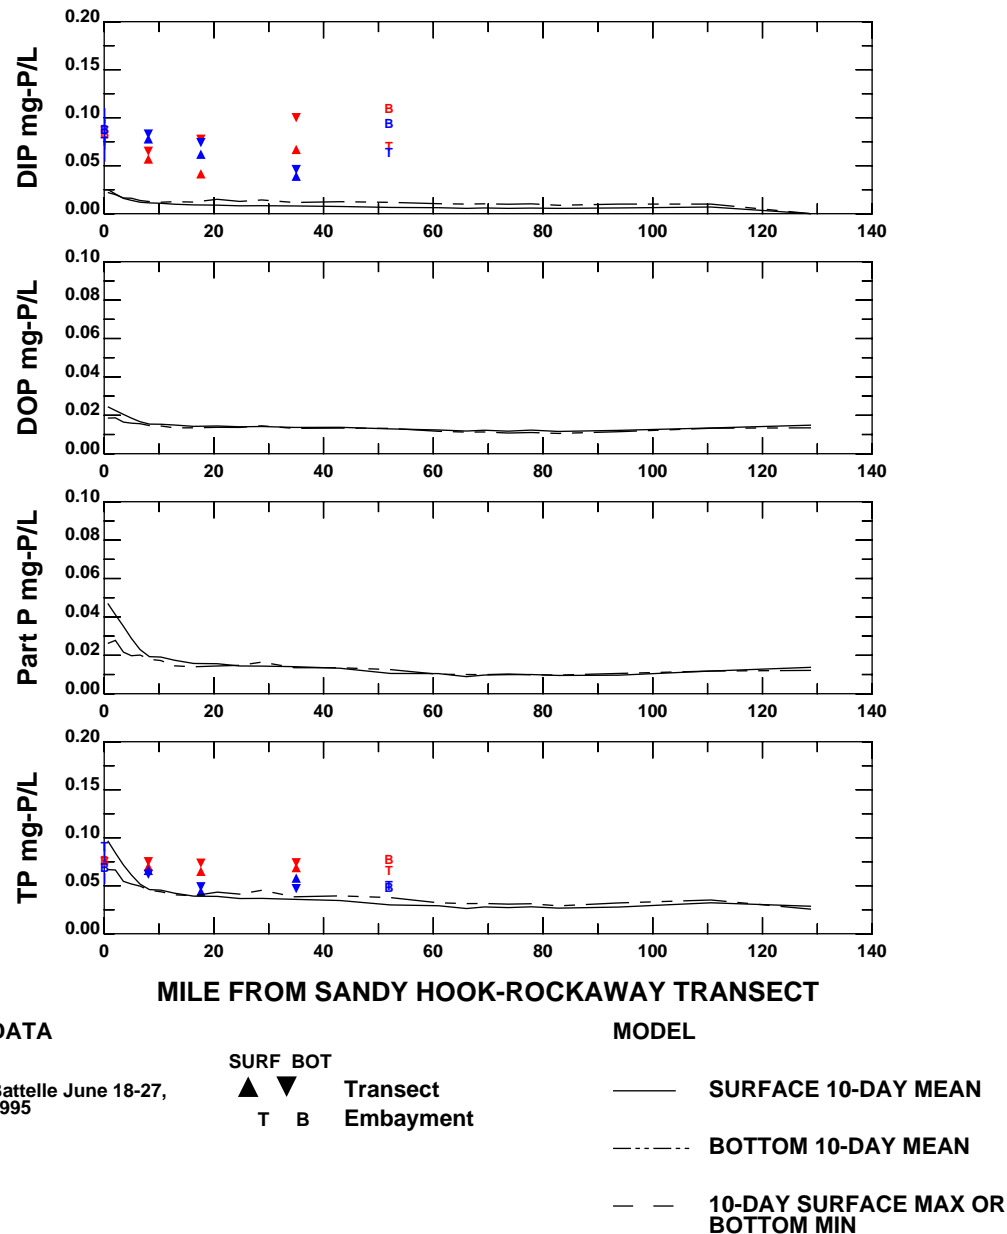 DIP mg-P/L
0.20
0.15
0.10
0.05
0.00
B
B
T
B
B
T
T
0 20 40 60 80 100 120 140
DOP mg-P/L
0.10
0.08
0.06
0.04
0.02
0.00
0 20 40 60 80 100 120 140
Part P mg-P/L
0.10
0.08
0.06
0.04
0.02
0.00
0 20 40 60 80 100 120 140
TP mg-P/L
0.20
0.15
0.10
0.05
0.00
T
B
B
T
T
B
0 20 40 60 80 100 120 140
MILE FROM SANDY HOOK-ROCKAWAY TRANSECT
DATA
MODEL
SURF BOT
Battelle June 18-27,
1995
Transect
T B Embayment
SURFACE 10-DAY MEAN
BOTTOM 10-DAY MEAN
10-DAY SURFACE MAX OR
BOTTOM MIN